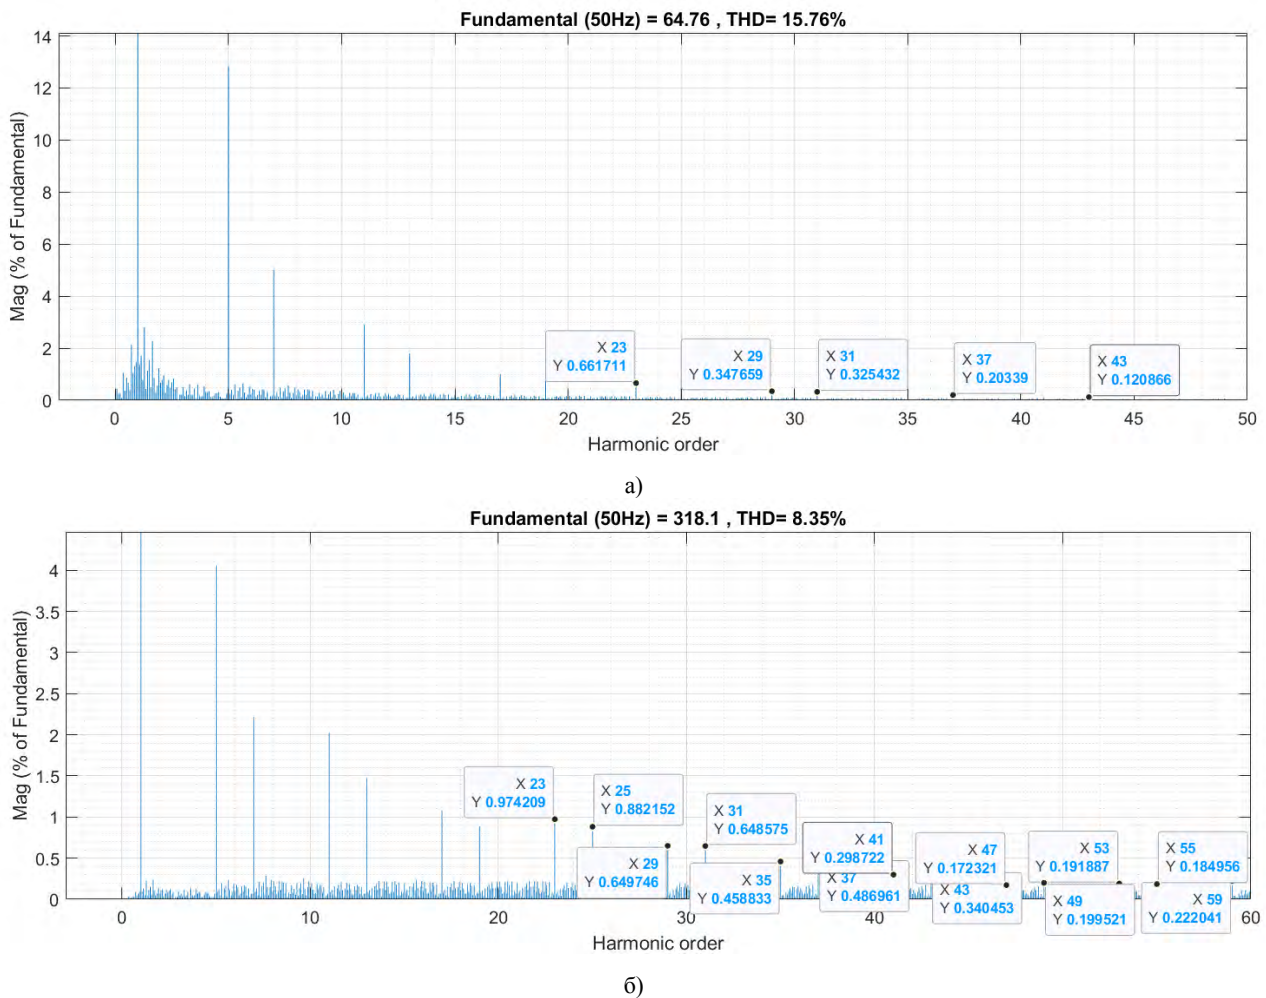 Fundamental (50Hz) = 64.76 , THD= 15.76%
Mag (% of Fundamental)
14
12
10
8
6
4
2
0
X 23
Y 0.661711
X 29
Y 0.347659
X 31
Y 0.325432
X 37
Y 0.20339
X 43
Y 0.120866
0 5 10 15 20 25 30 35 40 45 50
Harmonic order
а)
Fundamental (50Hz) = 318.1 , THD= 8.35%
Mag (% of Fundamental)
4
3.5
3
2.5
2
1.5
1
0.5
0
X 23
Y 0.974209
X 25
Y 0.882152
X 29
Y 0.649746
X 31
Y 0.648575
X 35
Y 0.458833
X 37
Y 0.486961
X 41
Y 0.298722
X 43
Y 0.340453
X 47
Y 0.172321
X 49
Y 0.199521
X 53
Y 0.191887
X 55
Y 0.184956
X 59
Y 0.222041
0 10 20 30 40 60
Harmonic order
б)